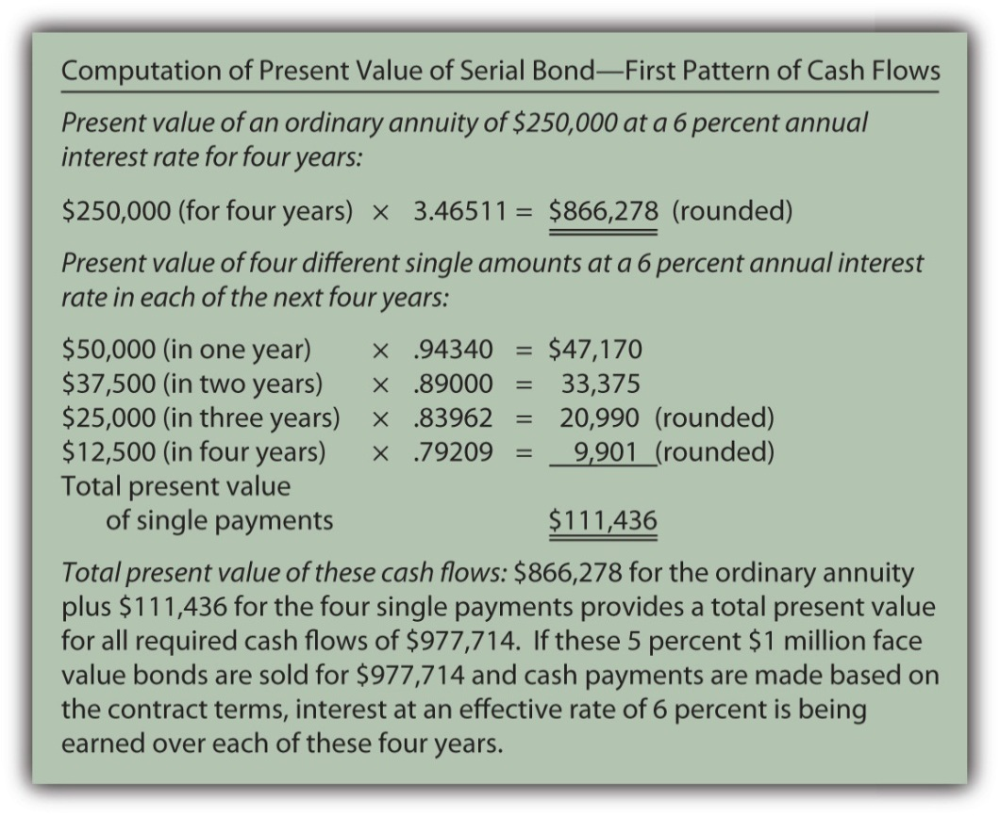 Computation of Present Value of Serial Bond—First Pattern of Cash Flows
Present value of an ordinary annuity of $250,000 at a 6 percent annual
interest rate for four years:
$250,000 (for four years) × 3.46511 = $866,278 (rounded)
Present value of four different single amounts at a 6 percent annual interest
rate in each of the next four years:
$50,000 (in one year) × .94340 = $47,170
$37,500 (in two years) × .89000 = 33,375
$25,000 (in three years) × .83962 = 20,990 (rounded)
$12,500 (in four years) × .79209 = 9,901 (rounded)
Total present value
of single payments $111,436
Total present value of these cash flows: $866,278 for the ordinary annuity
plus $111,436 for the four single payments provides a total present value
for all required cash flows of $977,714. If these 5 percent $1 million face
value bonds are sold for $977,714 and cash payments are made based on
the contract terms, interest at an effective rate of 6 percent is being
earned over each of these four years.